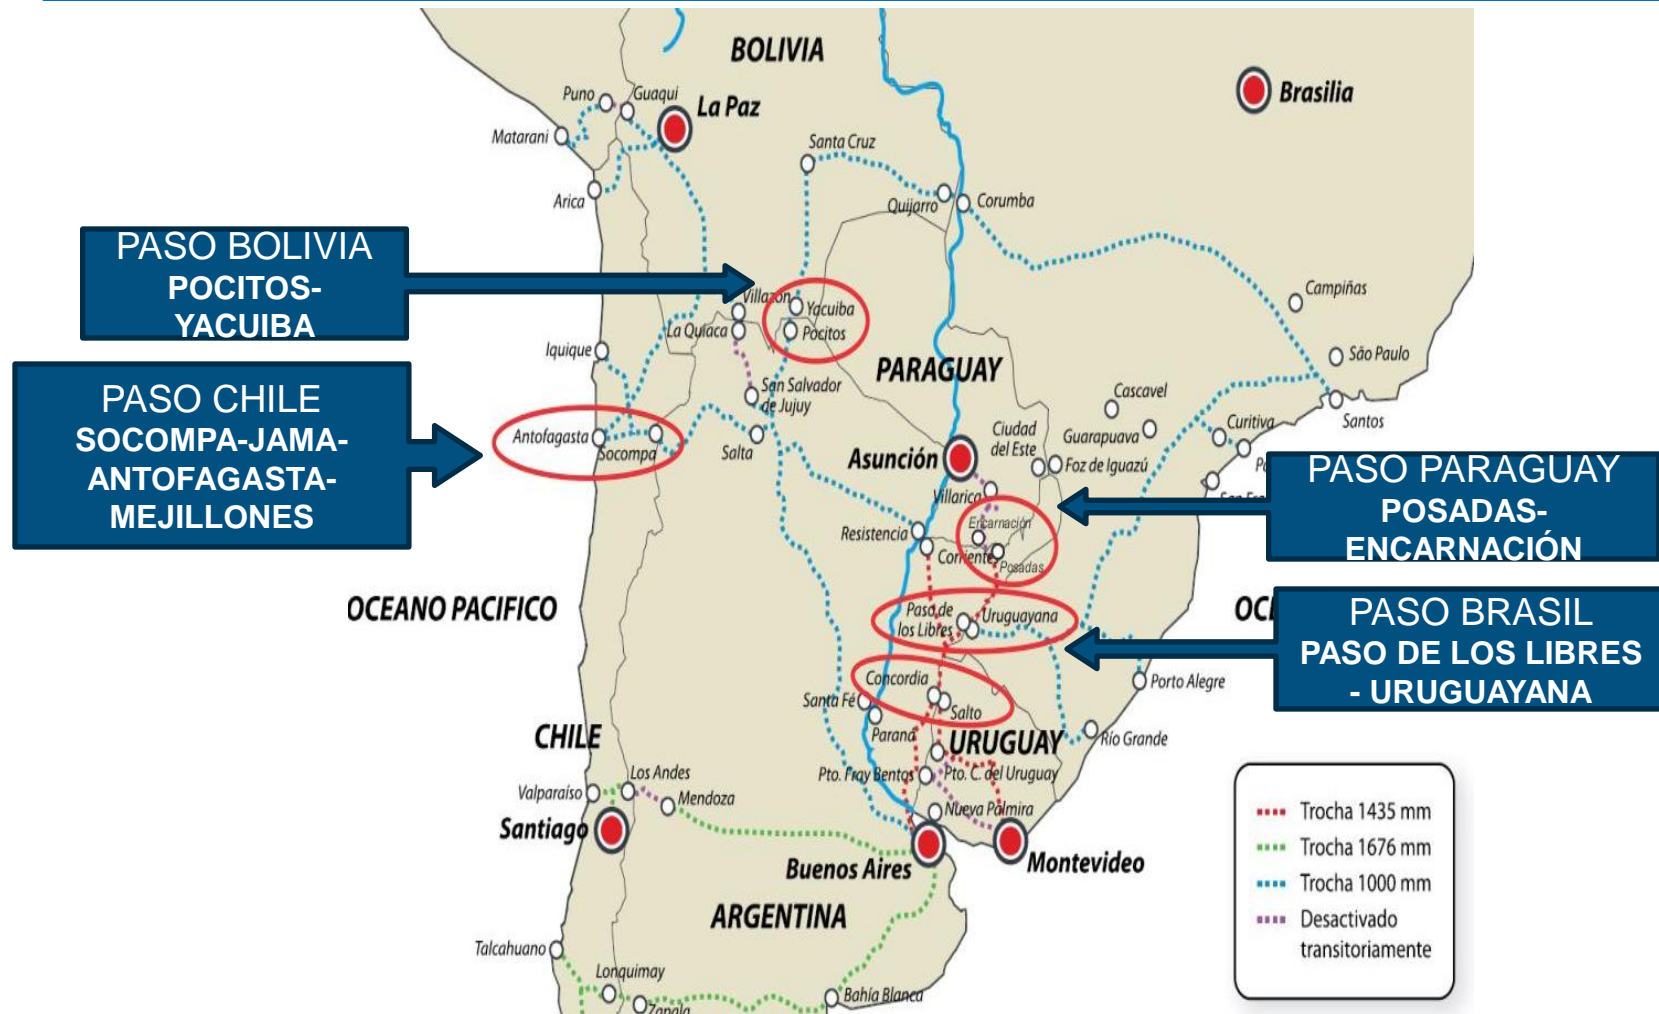 BOLIVIA
Brasilia
Puno
Guaqui
La Paz
Matarani
Santa Cruz
Arica
Quijarro
Corumba
PASO BOLIVIA
POCITOS-
YACUIBA
Villazón
Yacuiba
La Quiaca
Pocitos
Campiñas
Iquique
São Paulo
PARAGUAY
PASO CHILE
SOCOMPA-JAMA-
ANTOFAGASTA-
MEJILLONES
San Salvador
de Jujuy
Cascavel
Santos
Antofagasta
Socompa
Salta
Ciudad
del Este
Guarapuava
Curitiva
Asunción
Foz de Iguazú
Villarica
PASO PARAGUAY
POSADAS-
ENCARNACIÓN
Resistencia
Encarnación
Corrientes
Posadas
OCEANO PACIFICO
Paso de
los Libres
Uruguayana
PASO BRASIL
PASO DE LOS LIBRES
- URUGUAYANA
Concordia
Salto
Santa Fé
Paraná
Porto Alegre
CHILE
URUGUAY
Río Grande
Los Andes
Pto. Fray Bentos
Pto. C. del Uruguay
Valparaíso
Mendoza
Nueva Palmira
Santiago
Buenos Aires
Montevideo
ARGENTINA
Trocha 1435 mm
Trocha 1676 mm
Trocha 1000 mm
Desactivado
transitoriamente
Talcahuano
Lonquimay
Zapala
Bahía Blanca